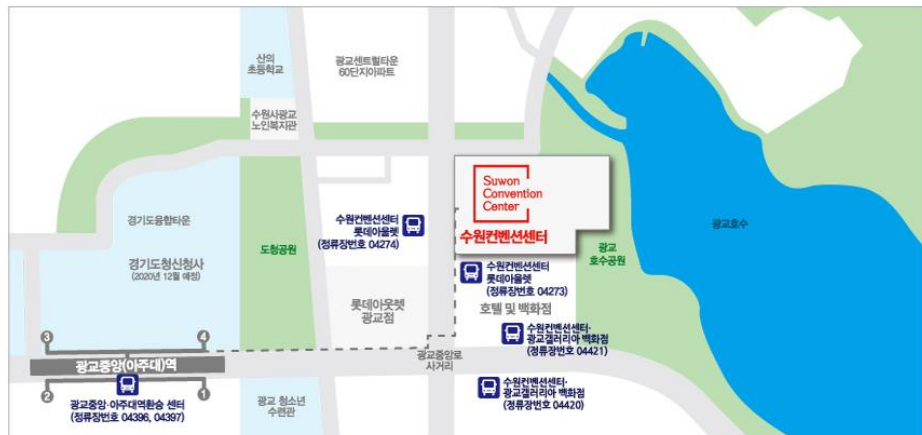 산의
초등학교
광교센트럴타운
60단지아파트
수원시광교
노인복지관
Suwon
Convention
Center
수원컨벤션센터
경기도융합타운
경기도청신청사
(2020년 12월 예정)
도청공원
수원컨벤션센터
롯데아울렛
(정류장번호 04274)
광교
호수공원
광교호수
수원컨벤션센터
롯데아울렛
(정류장번호 04273)
호텔 및 백화점
롯데아웃렛
광교점
수원컨벤션센터·
광교갤러리아 백화점
(정류장번호 04421)
3
4
광교중앙(아주대)역
2
1
광교중앙로
사거리
광교중앙·아주대역환승 센터
(정류장번호 04396, 04397)
광교 청소년
수련관
수원컨벤션센터·
광교갤러리아 백화점
(정류장번호 04420)